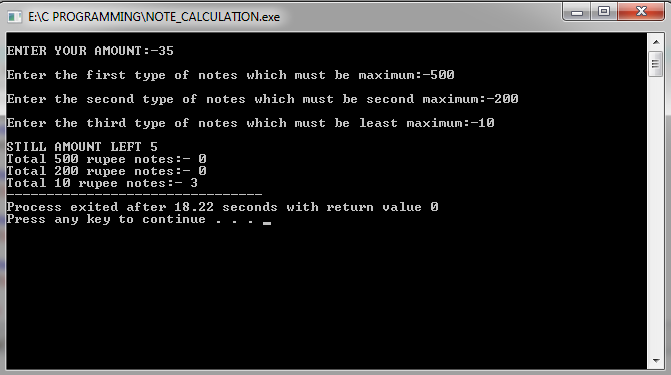 E:\C PROGRAMMING\NOTE_CALCULATION.exe
ENTER YOUR AMOUNT:-35
Enter the first type of notes which must be maximum:-500
Enter the second type of notes which must be second maximum:-200
Enter the third type of notes which must be least maximum:-10
STILL AMOUNT LEFT 5
Total 500 rupee notes:- 0
Total 200 rupee notes:- 0
Total 10 rupee notes:- 3
--------------------------------
Process exited after 18.22 seconds with return value 0
Press any key to continue . . . _